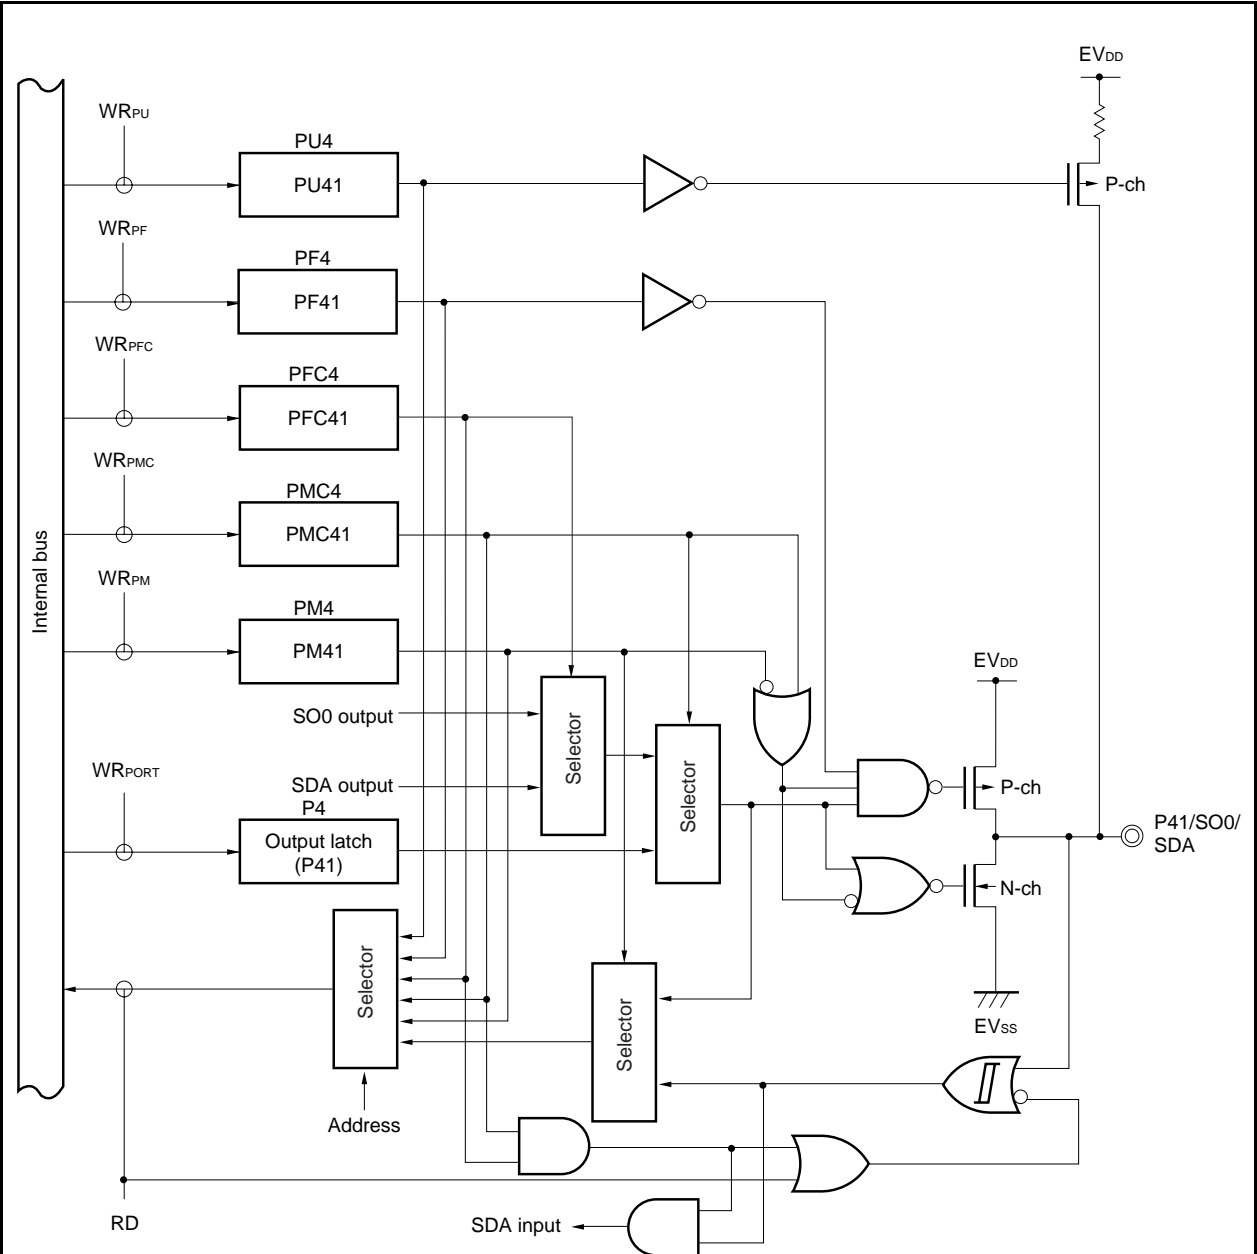 EVDD
WRPU
PU4
PU41
P-ch
WRPF
PF4
PF41
WRPFC
PFC4
PFC41
WRPMC
PMC4
PMC41
Internal bus
WRPM
PM4
PM41
EVDD
SO0 output
Selector
Selector
WRPORT
SDA output
P4
Output latch
(P41)
P-ch
P41/SO0/
SDA
N-ch
Selector
Selector
EVSS
Address
RD
SDA input